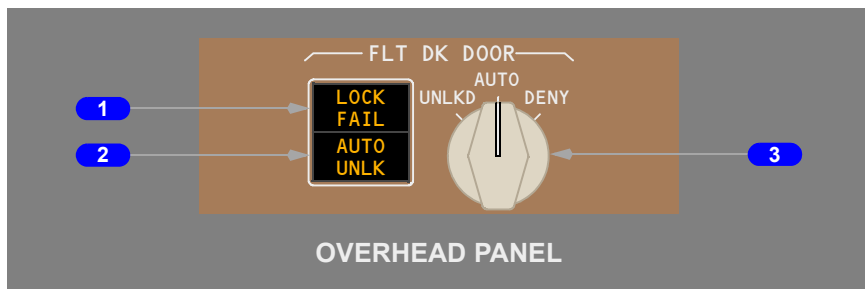 FLT DK DOOR
AUTO
UNLKD
DENY
LOCK
FAIL
AUTO
UNLK
1
2
3
OVERHEAD PANEL